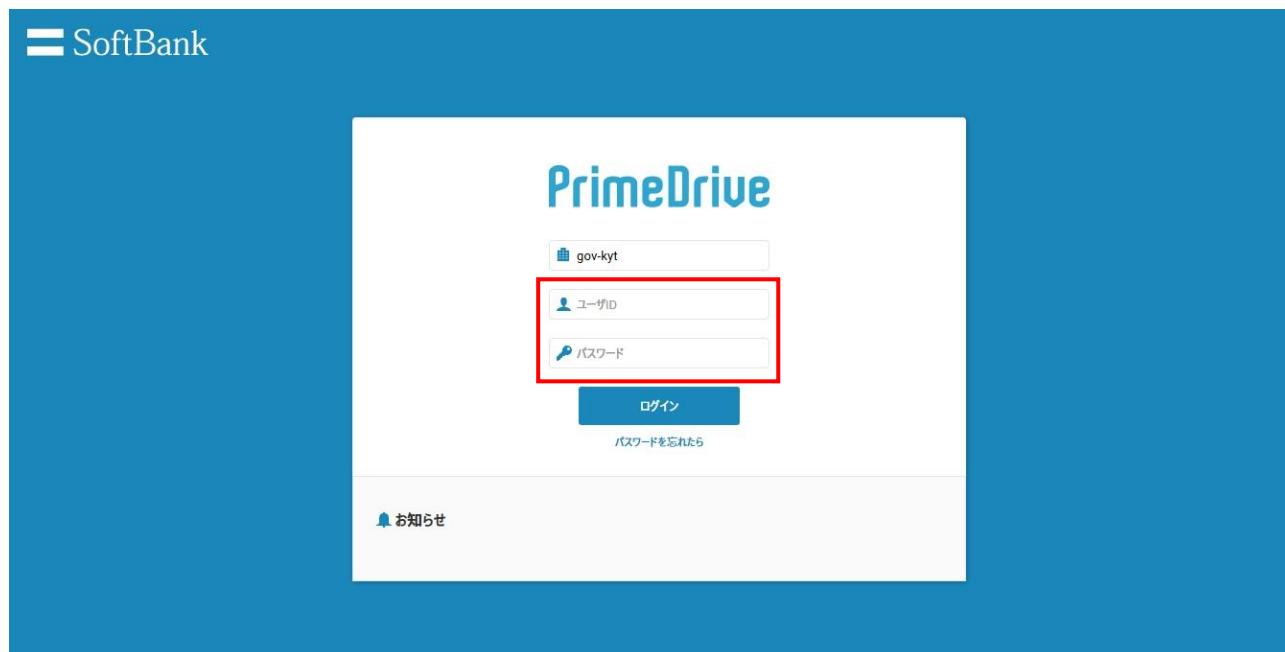 SoftBank
PrimeDrive
gov-kyt
ユーザID
パスワード
ログイン
パスワードを忘れたら
お知らせ